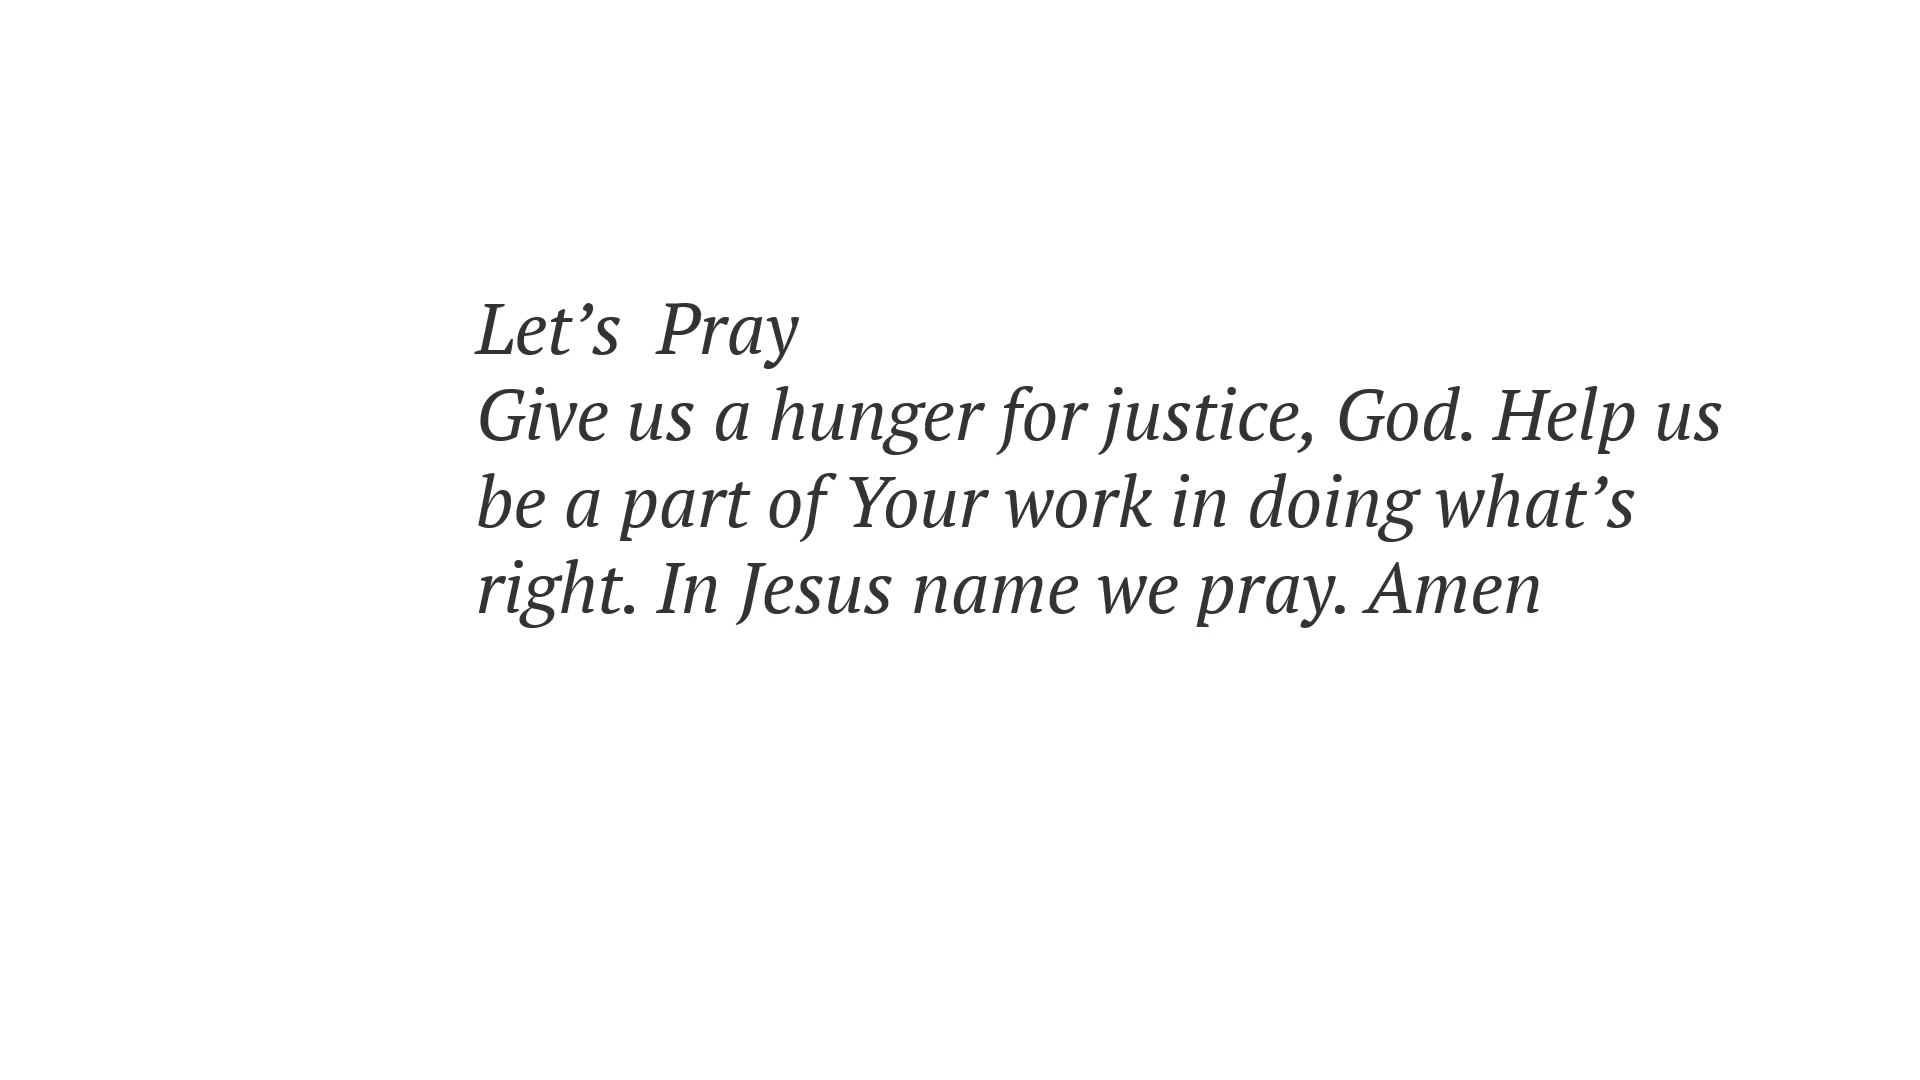 Let’s  Pray
Give us a hunger for justice, God. Help us
be a part of Your work in doing what’s
right. In Jesus name we pray. Amen